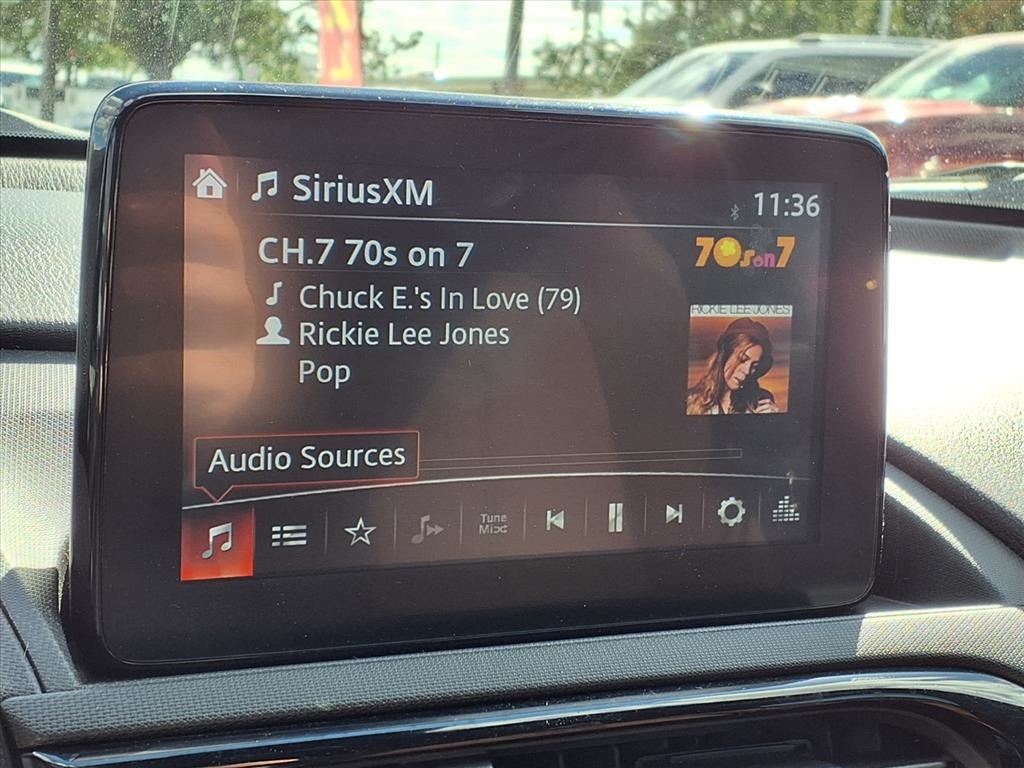 SiriusXM
11:36
CH.7 70s on 7
70s on 7
Chuck E.'s In Love (79)
Rickie Lee Jones
Pop
RICKIE LEE JONES
Audio Sources
Tune
Mix